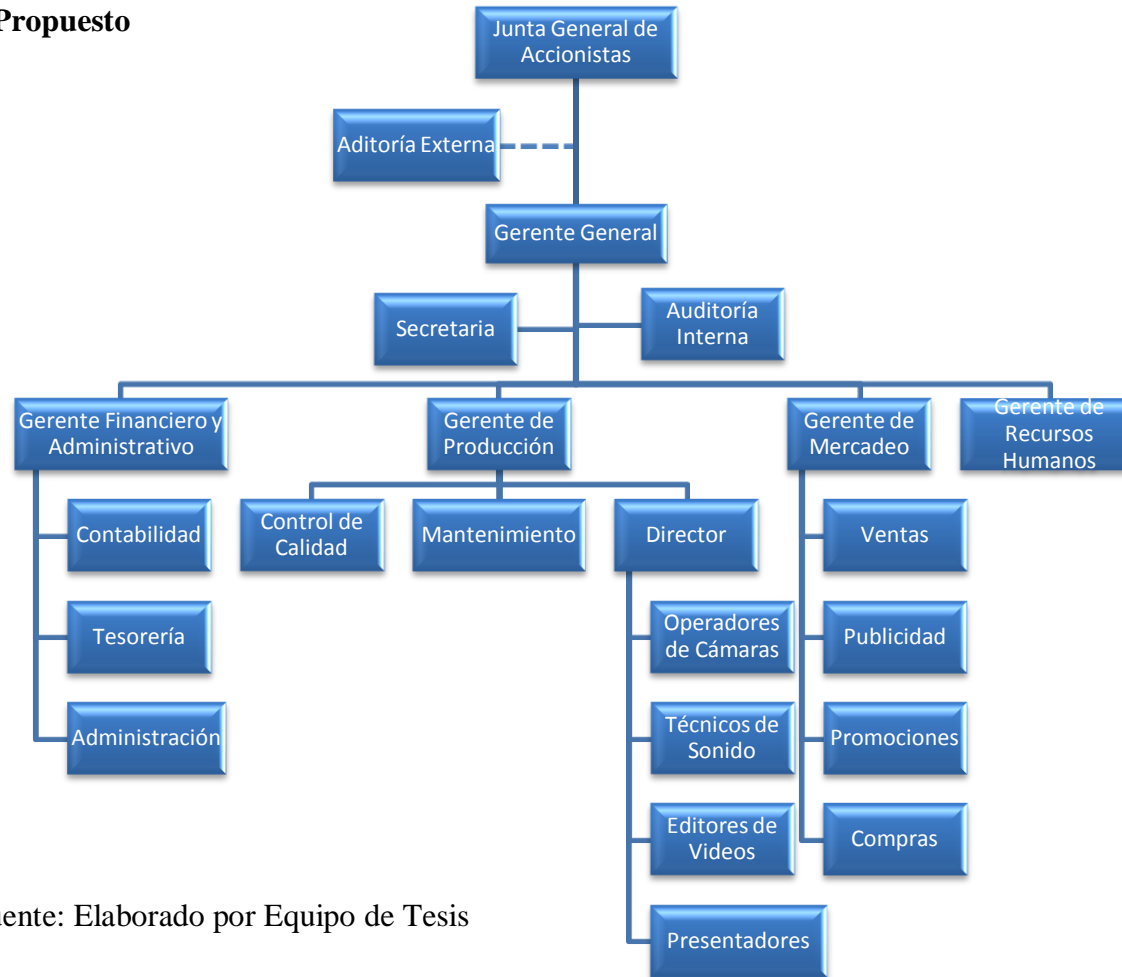 Propuesto
Junta General de
Accionistas
Aditoría Externa
Gerente General
Secretaria
Auditoría
Interna
Gerente Financiero y
Administrativo
Gerente de
Producción
Gerente de
Mercadeo
Gerente de
Recursos
Humanos
Contabilidad
Tesorería
Administración
Control de
Calidad
Mantenimiento
Director
Operadores
de Cámaras
Técnicos de
Sonido
Editores de
Videos
Presentadores
Ventas
Publicidad
Promociones
Compras
uente: Elaborado por Equipo de Tesis